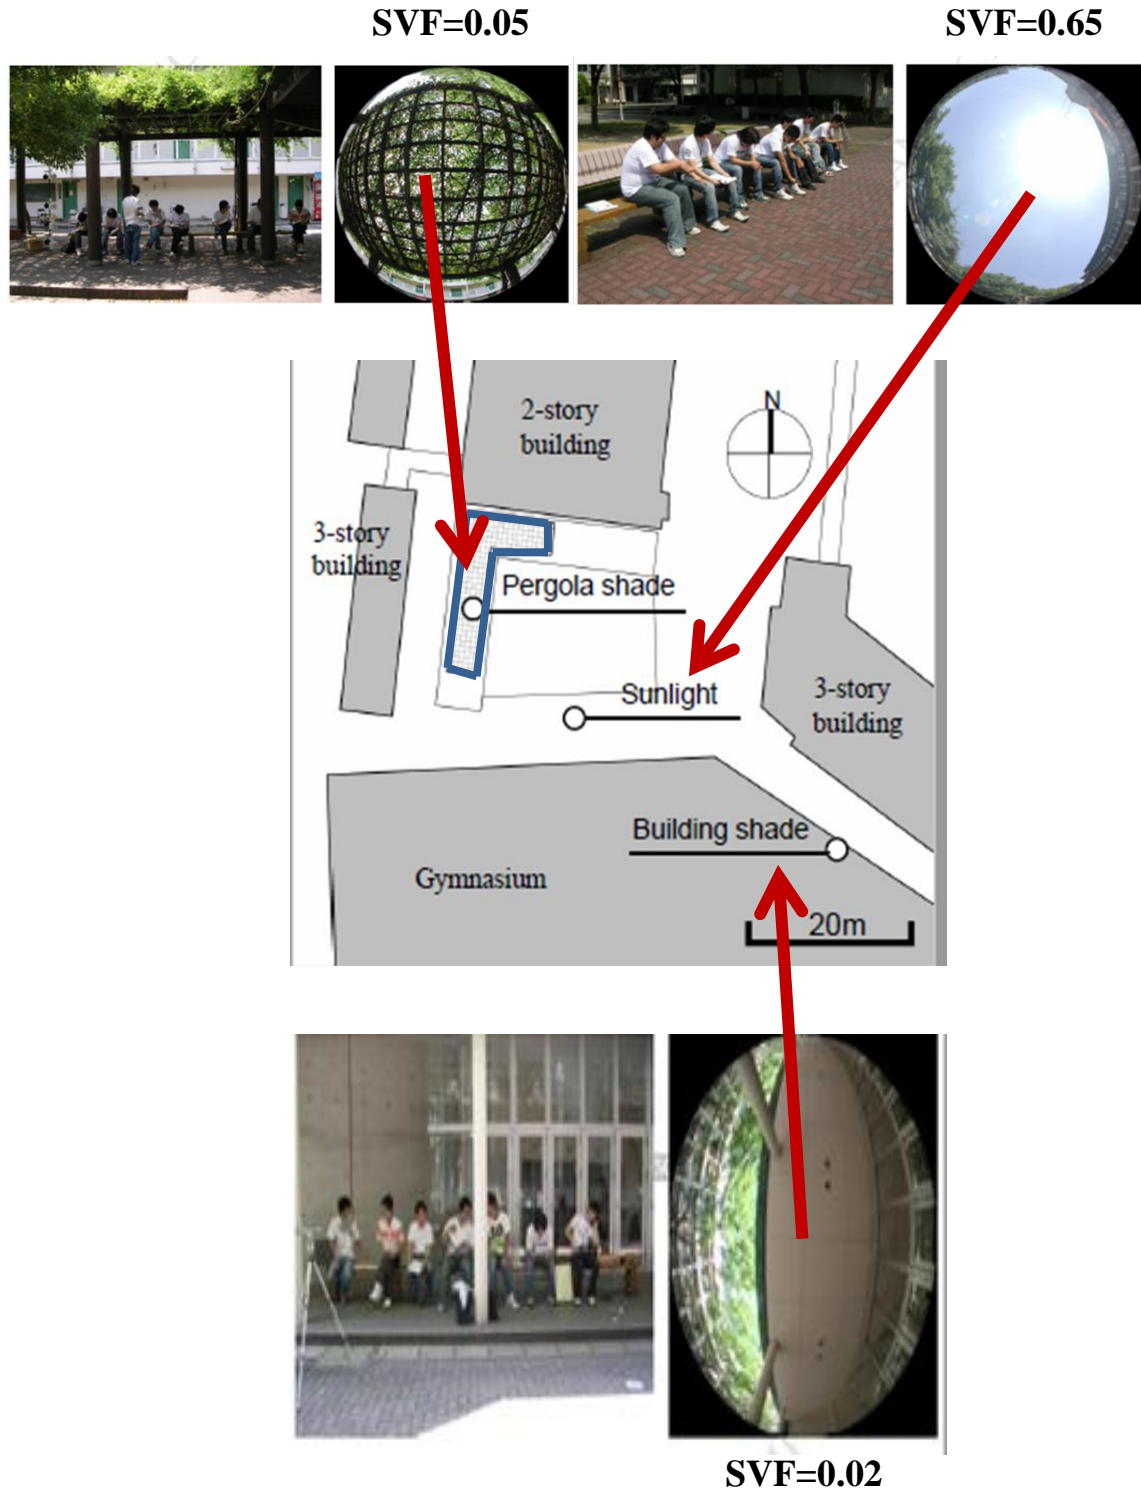 SVF=0.05
SVF=0.65
2-story
building
N
3-story
building
Pergola shade
Sunlight
3-story
building
Building shade
Gymnasium
20m
SVF=0.02